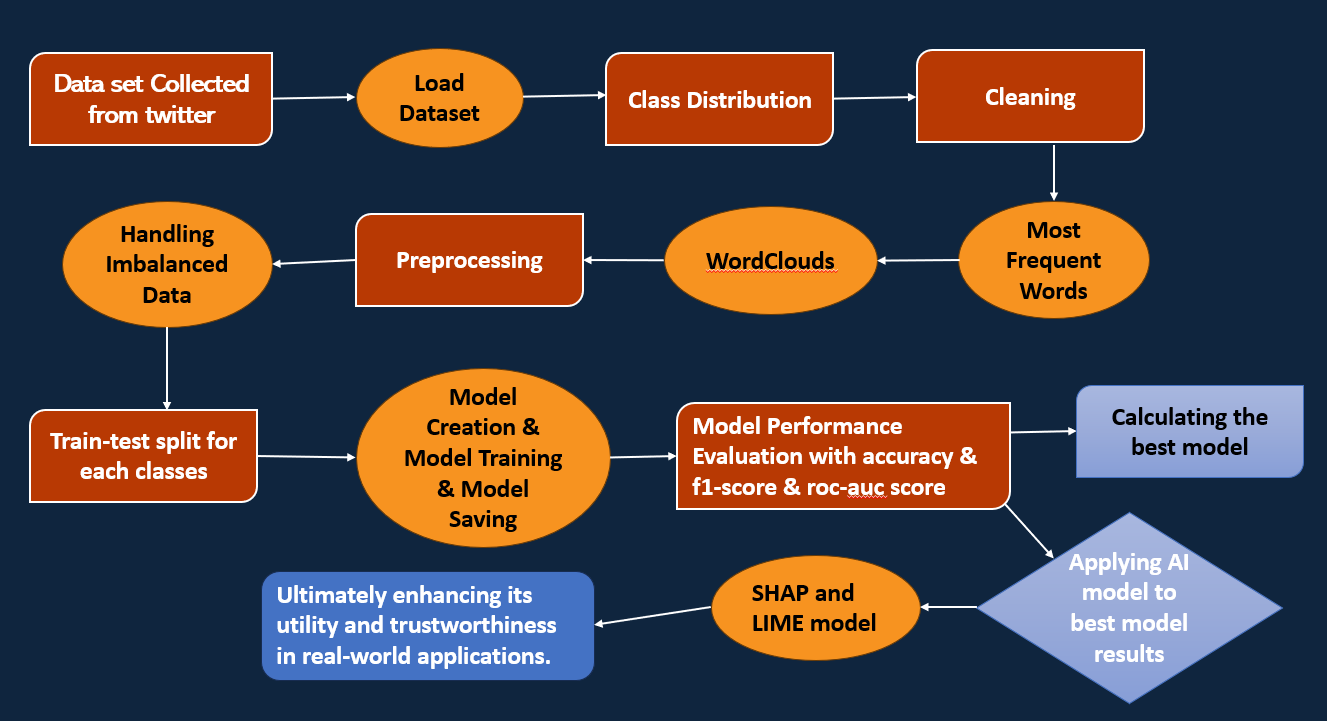 Data set Collected
from twitter
Load
Dataset
Class Distribution
Cleaning
Most
Frequent
Words
WordClouds
Preprocessing
Handling
Imbalanced
Data
Train-test split for
each classes
Model
Creation &
Model Training
& Model
Saving
Model Performance
Evaluation with accuracy &
f1-score & roc-auc score
Calculating the
best model
Applying AI
model to
best model
results
SHAP and
LIME model
Ultimately enhancing its
utility and trustworthiness
in real-world applications.